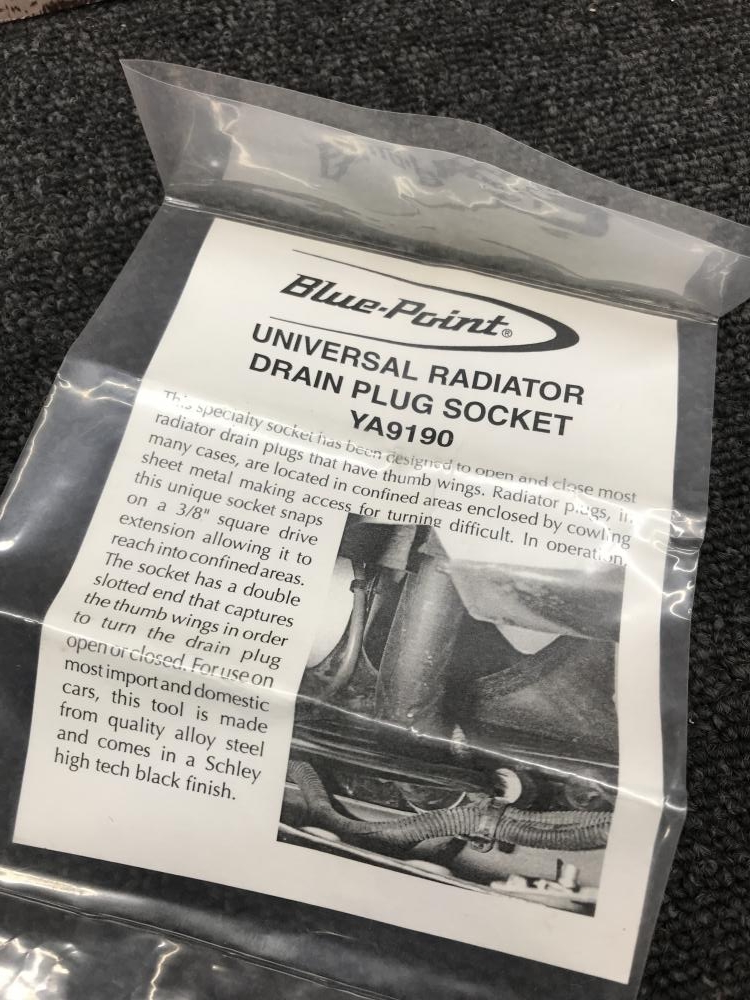 Blue-Point®
UNIVERSAL RADIATOR
DRAIN PLUG SOCKET
YA9190
This specialty socket has been designed to open and close most
radiator drain plugs that have thumb wings. Radiator plugs, in
many cases, are located in confined areas enclosed by cowling
sheet metal making access for turning difficult. In operation,
this unique socket snaps
on a 3/8" square drive
extension allowing it to
reach into confined areas.
The socket has a double
slotted end that captures
the thumb wings in order
to turn the drain plug
open or closed. For use on
most import and domestic
cars, this tool is made
from quality alloy steel
and comes in a Schley
high tech black finish.